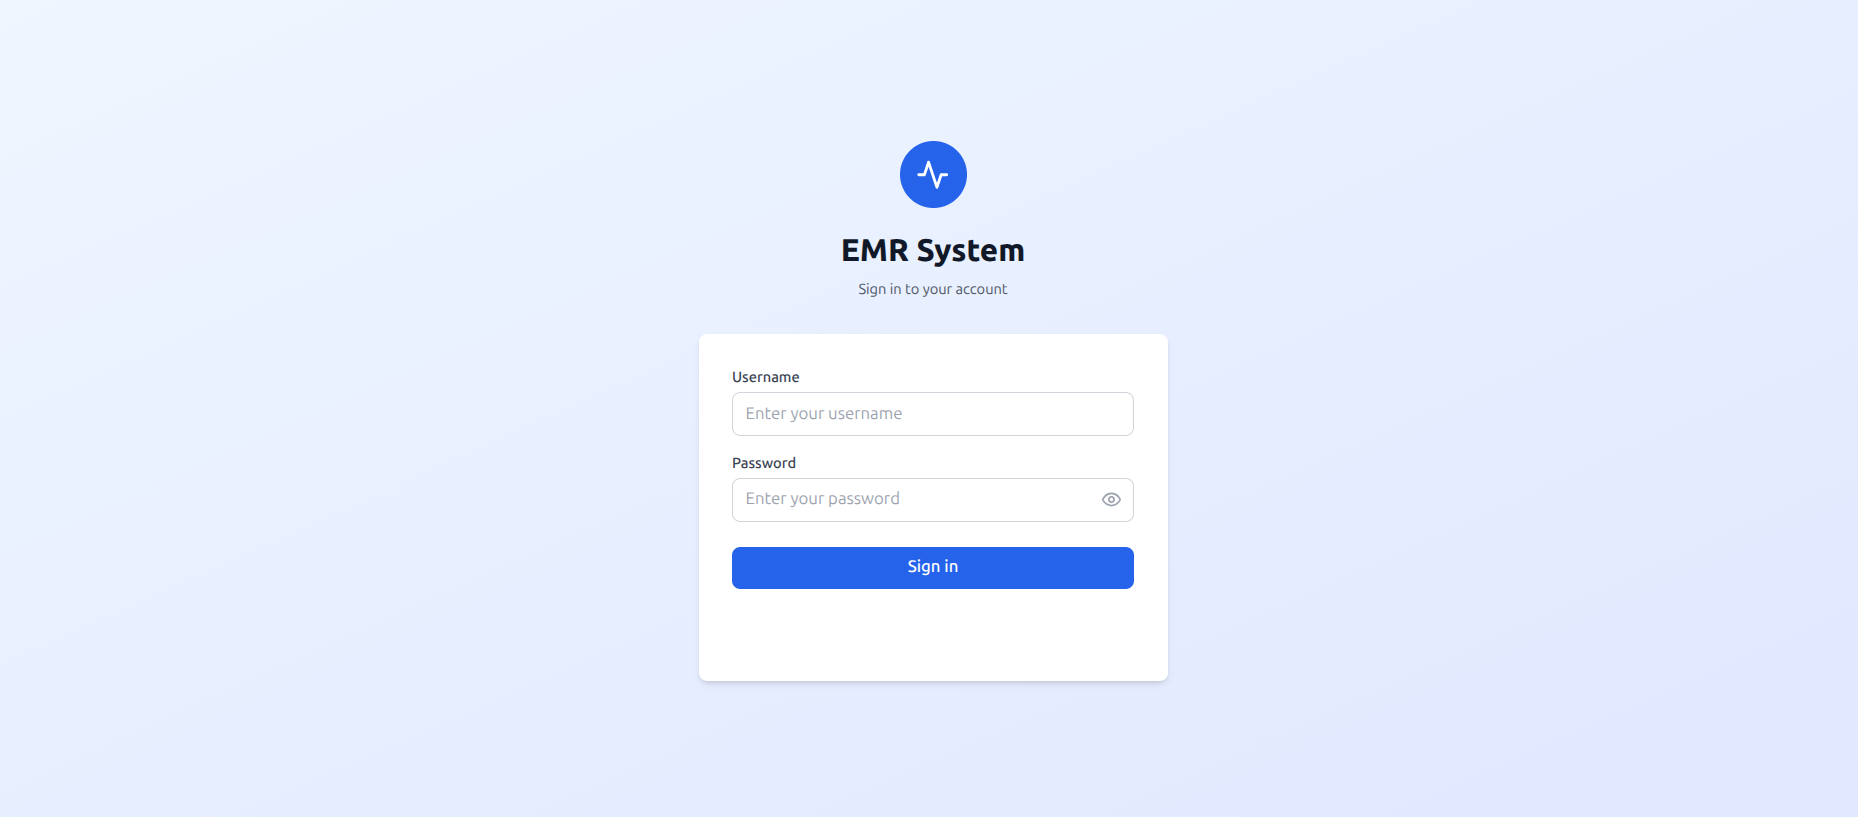 EMR System
Sign in to your account
Username
Enter your username
Password
Enter your password
Sign in